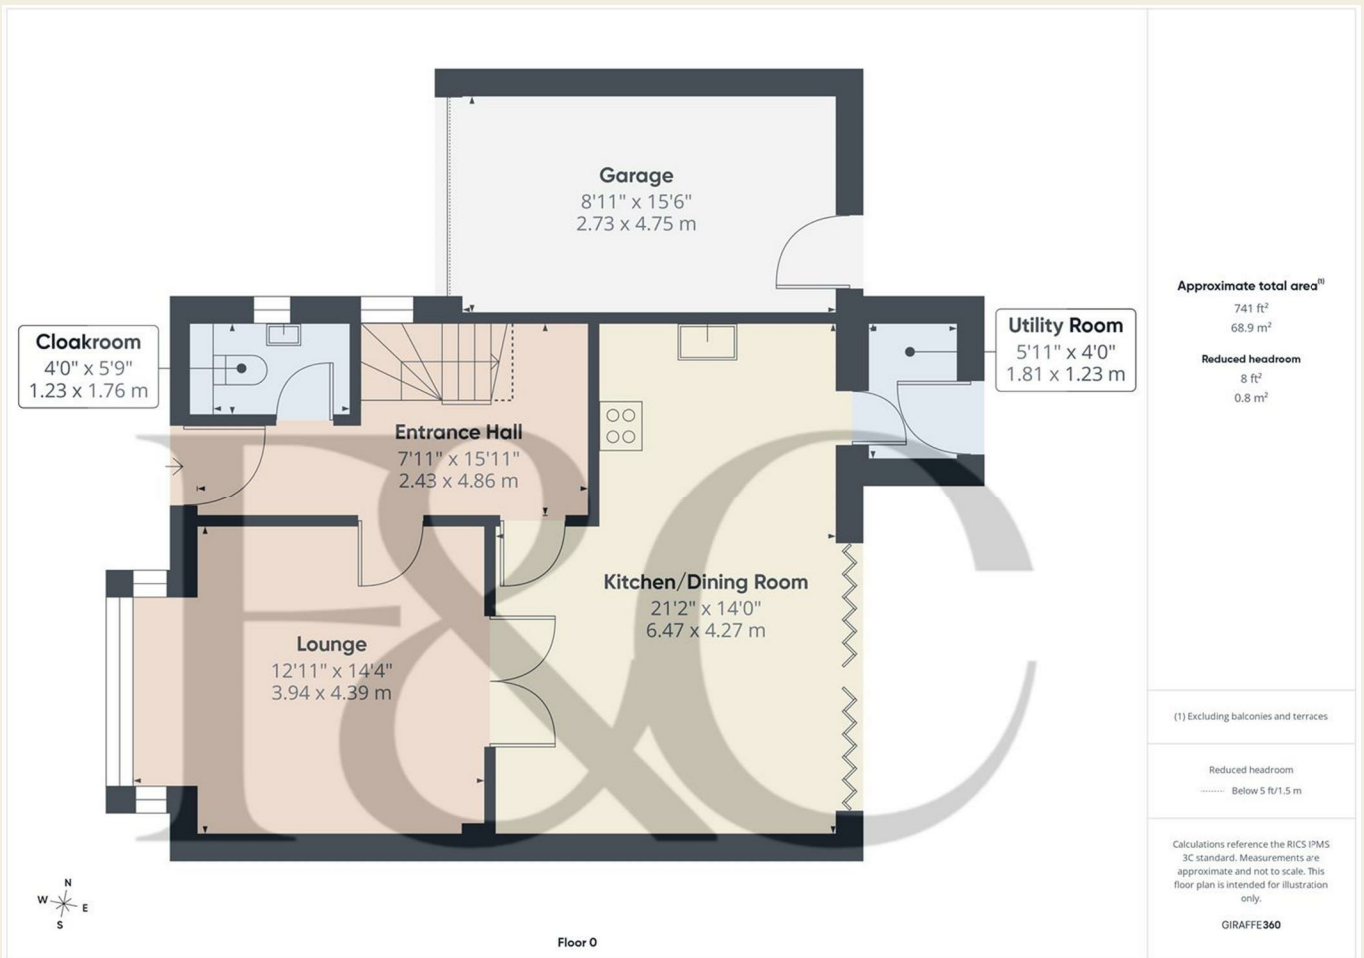 Garage
8'11" x 15'6"
2.73 x 4.75 m
Cloakroom
4'0" x 5'9"
1.23 x 1.76 m
Utility Room
5'11" x 4'0"
1.81 x 1.23 m
Entrance Hall
7'11" x 15'11"
2.43 x 4.86 m
Kitchen/Dining Room
21'2" x 14'0"
6.47 x 4.27 m
Lounge
12'11" x 14'4"
3.94 x 4.39 m
F&C
N
W E
S
Floor 0
Approximate total area(1)
741 ft²
68.9 m²
Reduced headroom
8 ft²
0.8 m²
(1) Excluding balconies and terraces
Reduced headroom
Below 5 ft/1.5 m
Calculations reference the RICS IPMS
3C standard. Measurements are
approximate and not to scale. This
floor plan is intended for illustration
only.
GIRAFFE360